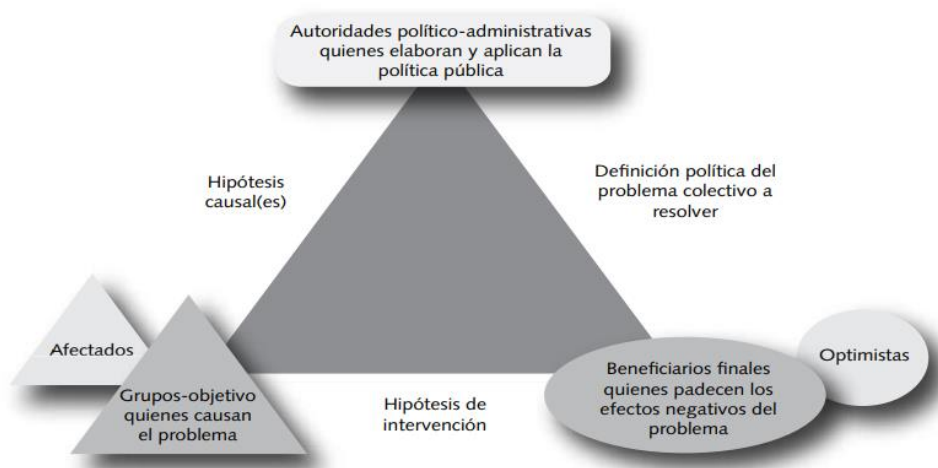 Autoridades político-administrativas
quienes elaboran y aplican la
política pública
Hipótesis
causal(es)
Definición política del
problema colectivo a
resolver
Afectados
Grupos-objetivo
quienes causan
el problema
Hipótesis de
intervención
Beneficiarios finales
quienes padecen los
efectos negativos del
problema
Optimistas